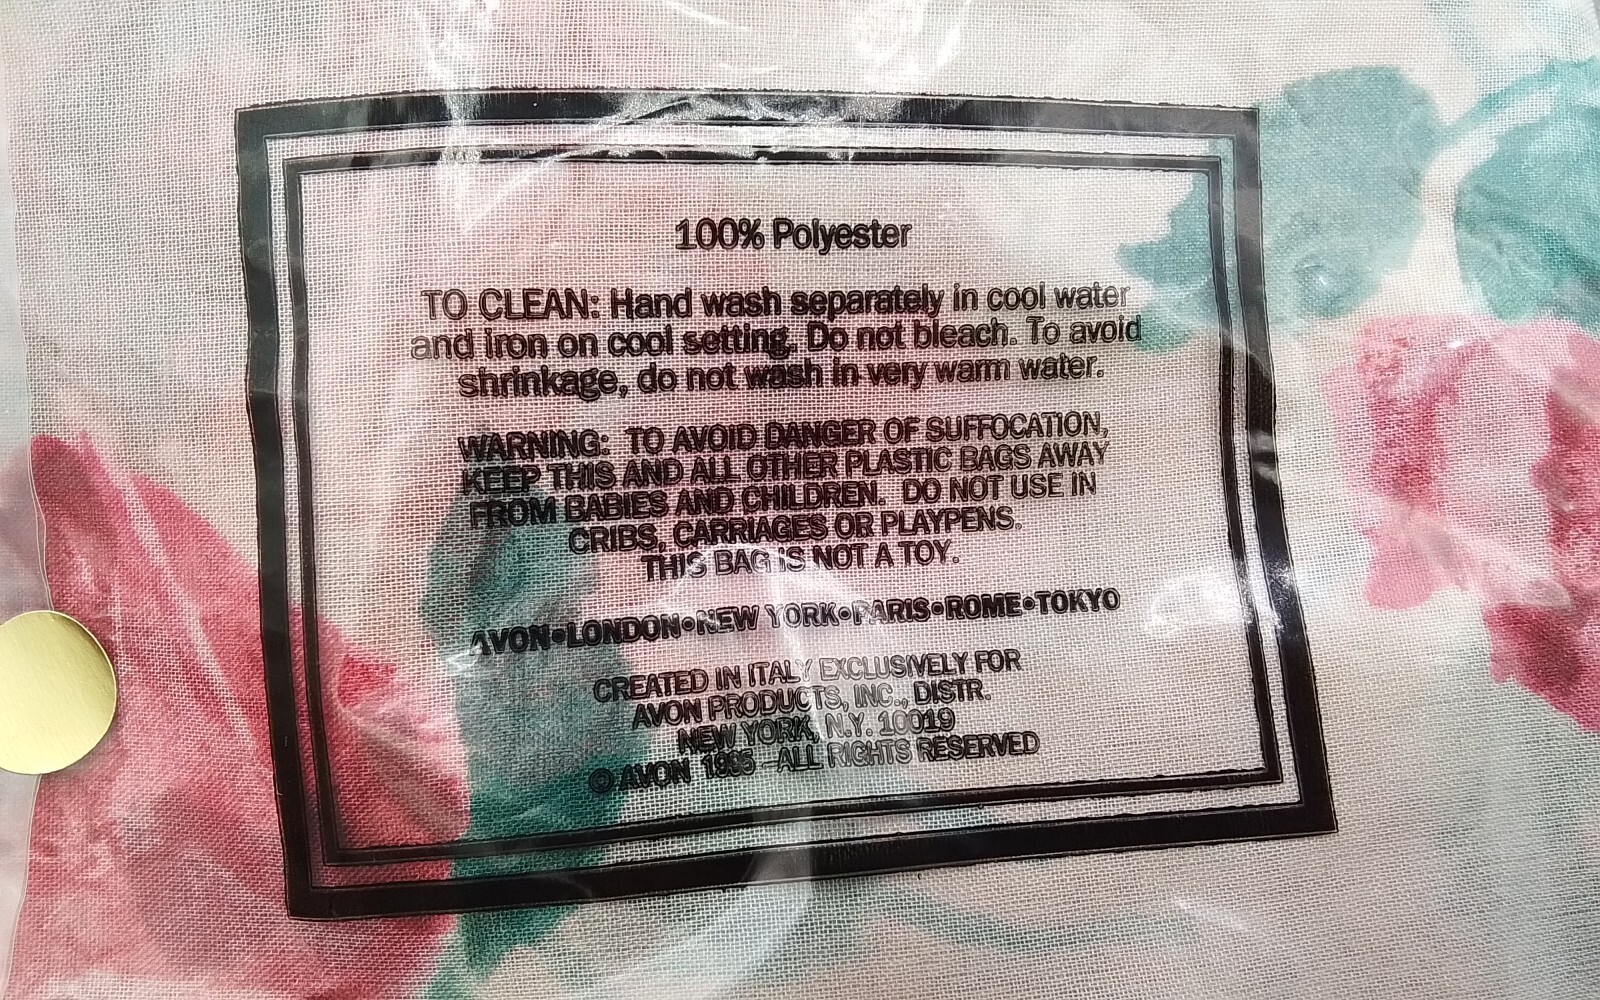 100% Polyester
TO CLEAN: Hand wash separately in cool water
and iron on cool setting. Do not bleach. To avoid
shrinkage, do not wash in very warm water.
WARNING: TO AVOID DANGER OF SUFFOCATION,
KEEP THIS AND ALL OTHER PLASTIC BAGS AWAY
FROM BABIES AND CHILDREN. DO NOT USE IN
CRIBS, CARRIAGES OR PLAYPENS.
THIS BAG IS NOT A TOY.
AVON•LONDON•NEW YORK•PARIS•ROME•TOKYO
CREATED IN ITALY EXCLUSIVELY FOR
AVON PRODUCTS, INC., DISTR.
NEW YORK, N.Y. 10019
© AVON ALL RIGHTS RESERVED